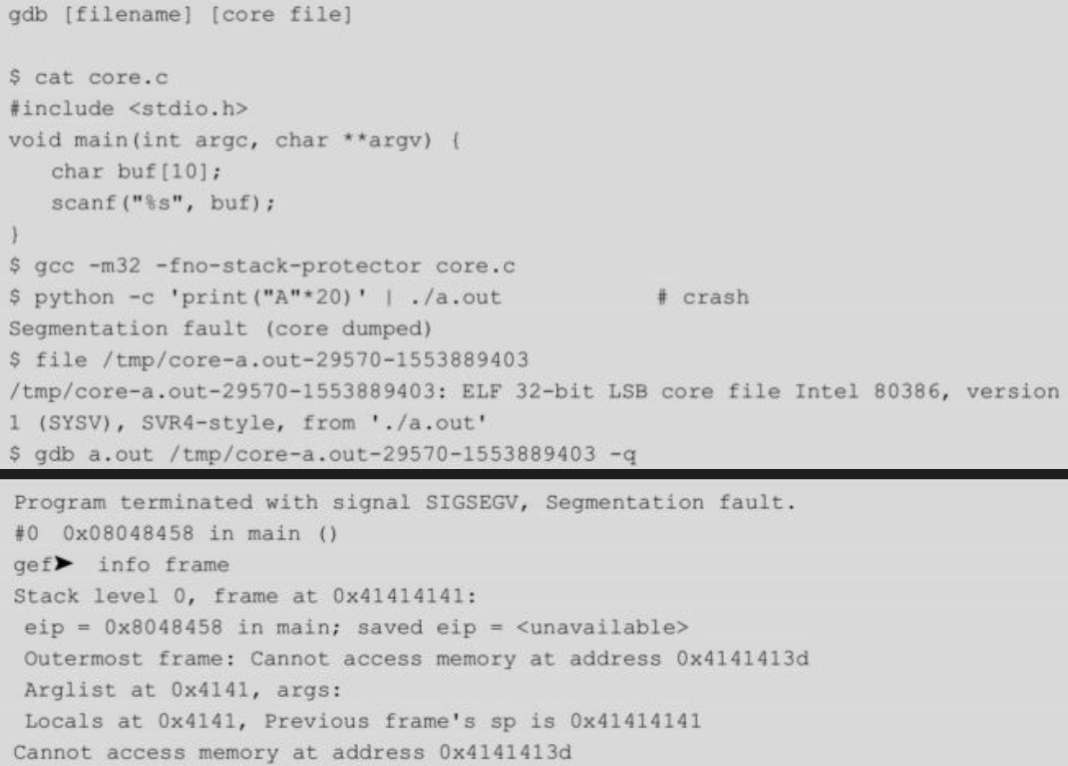 gdb [filename] [core file]
$ cat core.c
#include <stdio.h>
void main(int argc, char **argv) {
char buf[10];
scanf("%s", buf);
}
$ gcc -m32 -fno-stack-protector core.c
$ python -c 'print("A"*20)' | ./a.out # crash
Segmentation fault (core dumped)
$ file /tmp/core-a.out-29570-1553889403
/tmp/core-a.out-29570-1553889403: ELF 32-bit LSB core file Intel 80386, version
1 (SYSV), SVR4-style, from './a.out'
$ gdb a.out /tmp/core-a.out-29570-1553889403 -q
Program terminated with signal SIGSEGV, Segmentation fault.
#0 0x08048458 in main ()
gef➤ info frame
Stack level 0, frame at 0x41414141:
eip = 0x8048458 in main; saved eip = <unavailable>
Outermost frame: Cannot access memory at address 0x4141413d
Arglist at 0x4141, args:
Locals at 0x4141, Previous frame's sp is 0x41414141
Cannot access memory at address 0x4141413d